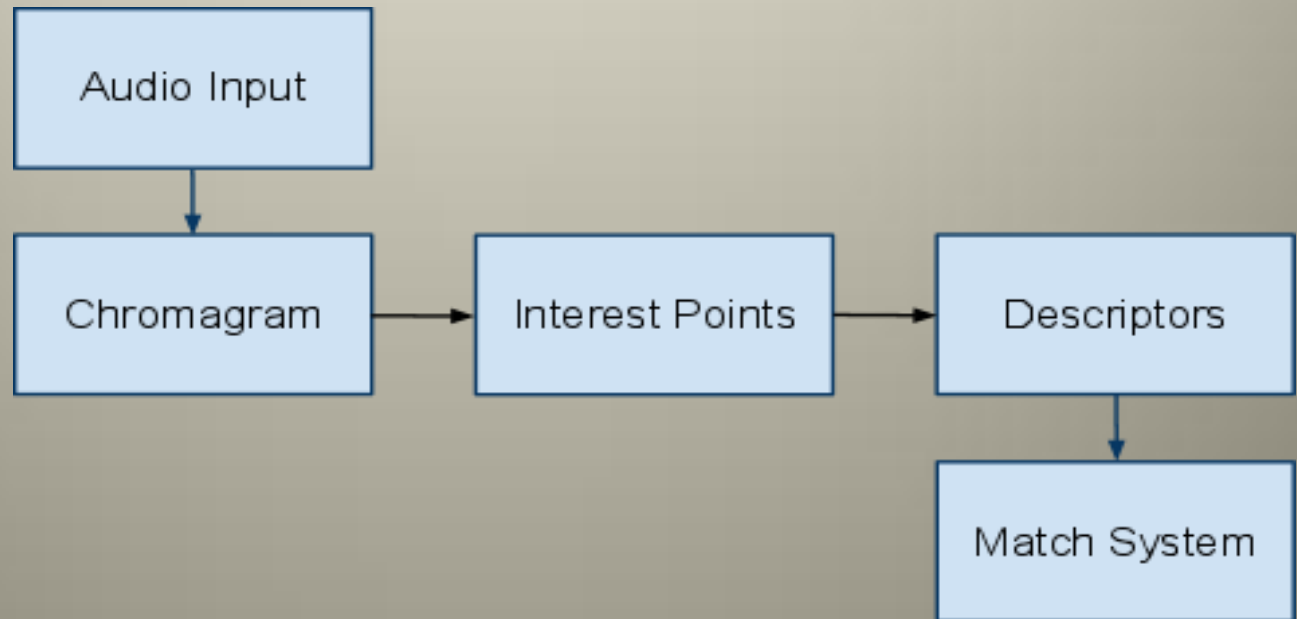 Audio Input
Chromagram
Interest Points
Descriptors
Match System